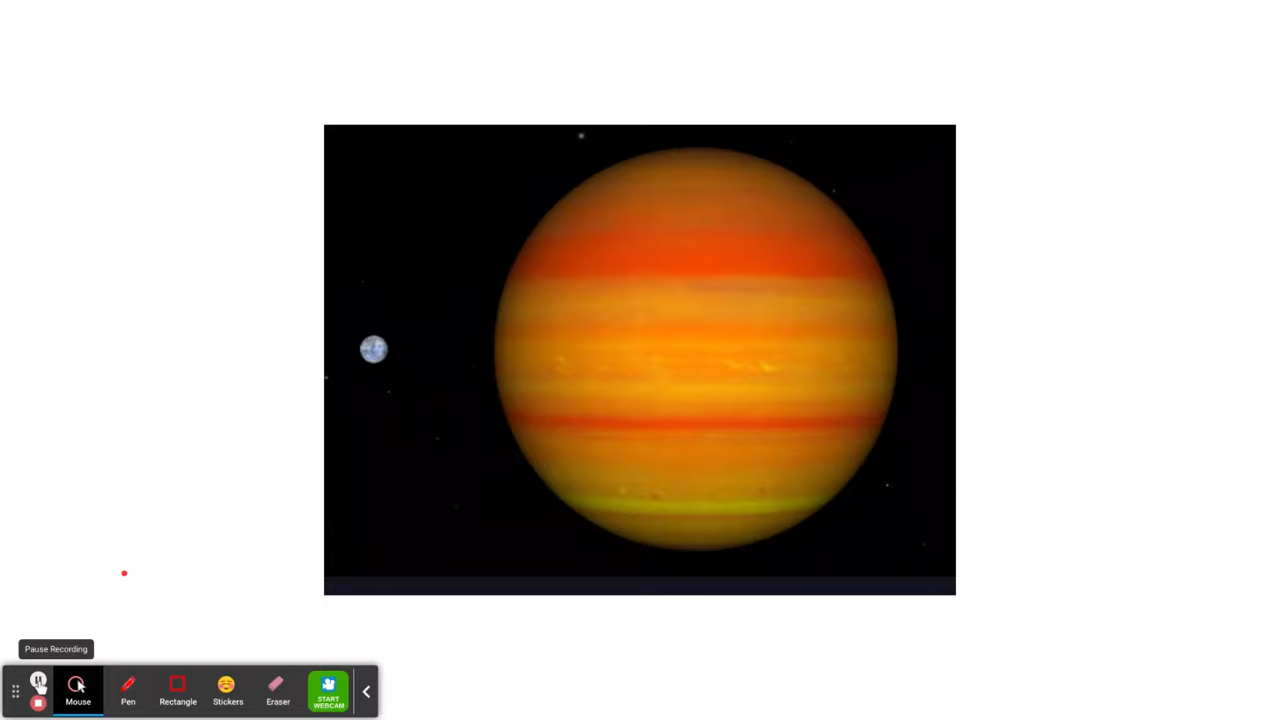 Pause Recording
Mouse
Pen
Rectangle
Stickers
Eraser
START
WEBCAM